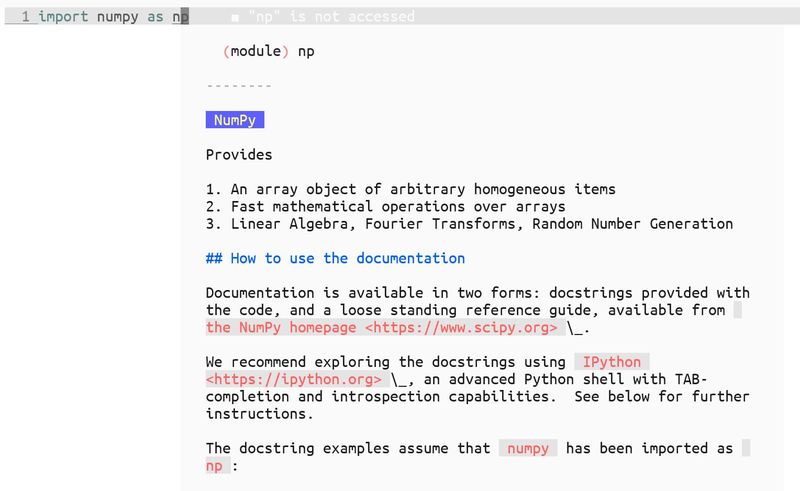 1 import numpy as np ■ "np" is not accessed
(module) np
--------
NumPy
Provides
1. An array object of arbitrary homogeneous items
2. Fast mathematical operations over arrays
3. Linear Algebra, Fourier Transforms, Random Number Generation
## How to use the documentation
Documentation is available in two forms: docstrings provided with
the code, and a loose standing reference guide, available from
the NumPy homepage <https://www.scipy.org> \_.
We recommend exploring the docstrings using IPython
<https://ipython.org> \_, an advanced Python shell with TAB-
completion and introspection capabilities.  See below for further
instructions.
The docstring examples assume that numpy has been imported as
np :